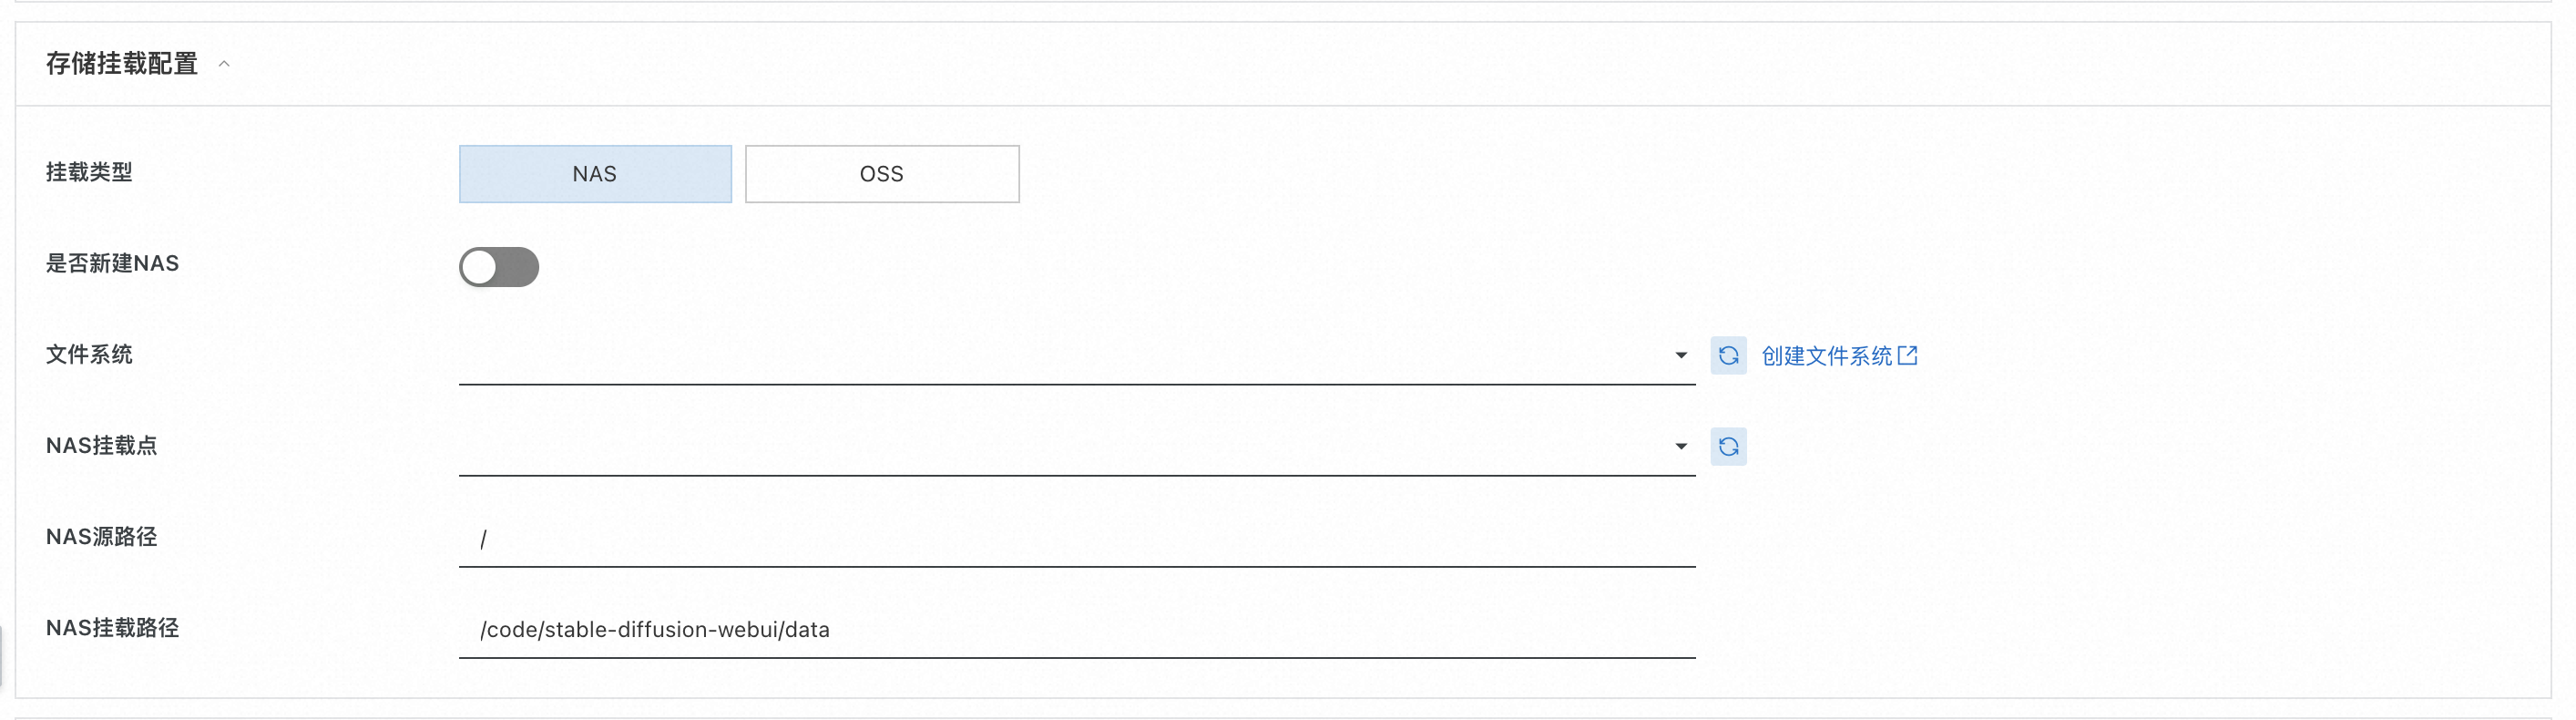 存储挂载配置
挂载类型
NAS
OSS
是否新建NAS
文件系统
创建文件系统
NAS挂载点
NAS源路径
/
NAS挂载路径
/code/stable-diffusion-webui/data